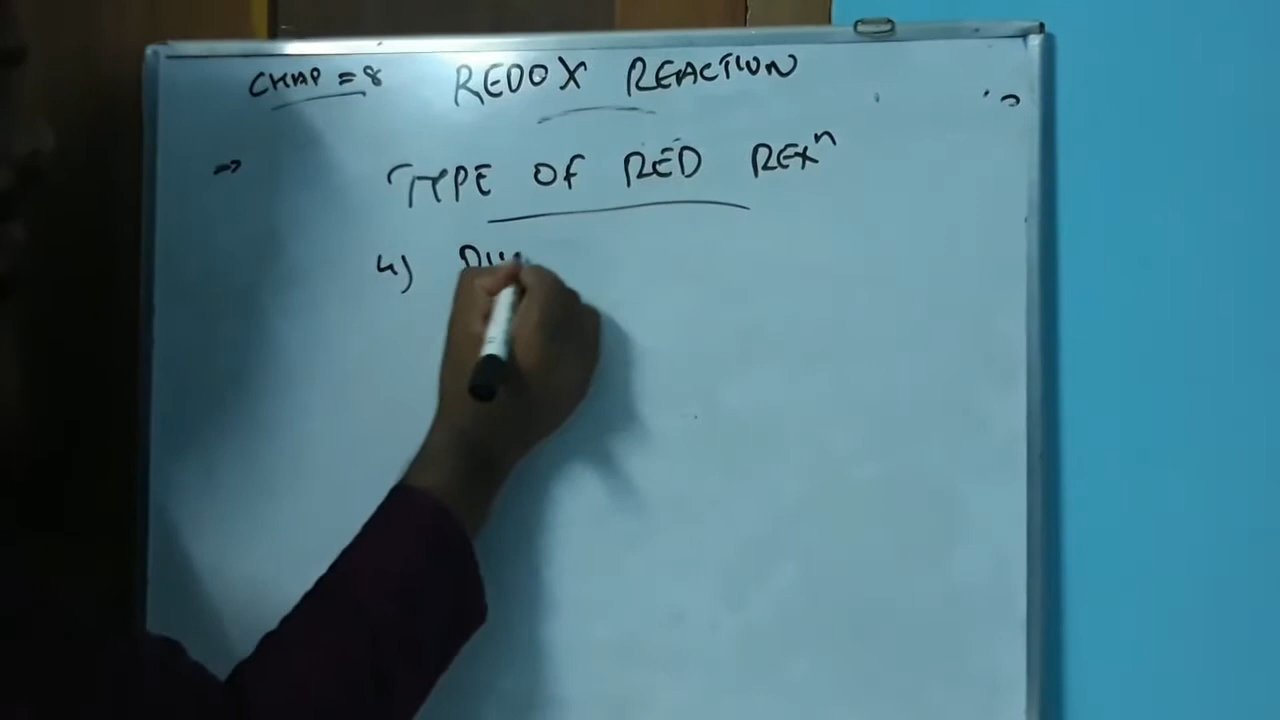 CHAP = 8 REDOX REACTION
⇒ TYPE OF RED REXⁿ
4)